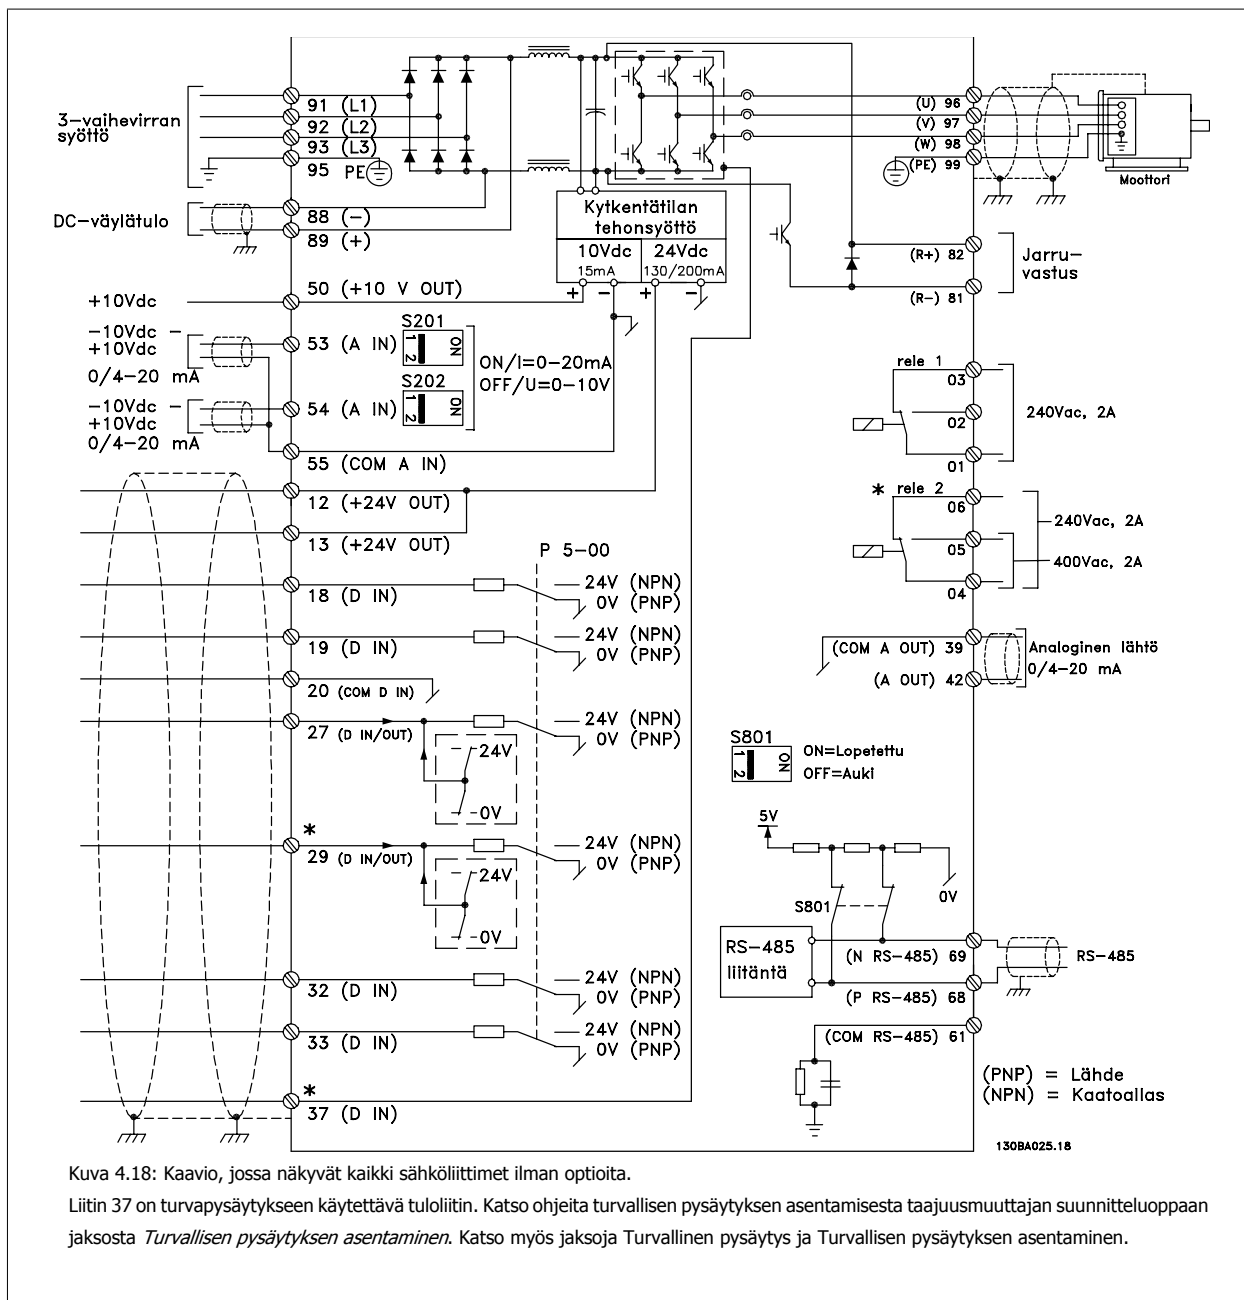 3-vaihevirran
syöttö
91 (L1)
92 (L2)
93 (L3)
95 PE
DC-väylätulo
88 (-)
89 (+)
Kytkentätilan
tehonsyöttö
10Vdc
15mA
24Vdc
130/200mA
+ - + -
(U) 96
(V) 97
(W) 98
(PE) 99
Moottori
(R+) 82
(R-) 81
Jarru-
vastus
+10Vdc
50 (+10 V OUT)
-10Vdc -
+10Vdc
0/4-20 mA
53 (A IN)
S201
1 2 ON
ON/I=0-20mA
OFF/U=0-10V
-10Vdc -
+10Vdc
0/4-20 mA
54 (A IN)
S202
1 2 ON
55 (COM A IN)
12 (+24V OUT)
13 (+24V OUT)
rele 1
03
02
01
240Vac, 2A
* rele 2
06
05
04
240Vac, 2A
400Vac, 2A
P 5-00
18 (D IN)
24V (NPN)
0V (PNP)
19 (D IN)
24V (NPN)
0V (PNP)
20 (COM D IN)
27 (D IN/OUT)
24V (NPN)
0V (PNP)
24V
0V
*
29 (D IN/OUT)
24V (NPN)
0V (PNP)
24V
0V
32 (D IN)
24V (NPN)
0V (PNP)
33 (D IN)
24V (NPN)
0V (PNP)
*
37 (D IN)
(COM A OUT) 39
(A OUT) 42
Analoginen lähtö
0/4-20 mA
S801
1 2 ON
ON=Lopetettu
OFF=Auki
5V
0V
S801
RS-485
liitäntä
(N RS-485) 69
(P RS-485) 68
(COM RS-485) 61
RS-485
(PNP) = Lähde
(NPN) = Kaatoallas
130BA025.18
Kuva 4.18: Kaavio, jossa näkyvät kaikki sähköliittimet ilman optioita.
Liitin 37 on turvapysäytykseen käytettävä tuloliitin. Katso ohjeita turvallisen pysäytyksen asentamisesta taajuusmuuttajan suunnitteluoppaan
jaksosta Turvallisen pysäytyksen asentaminen. Katso myös jaksoja Turvallinen pysäytys ja Turvallisen pysäytyksen asentaminen.